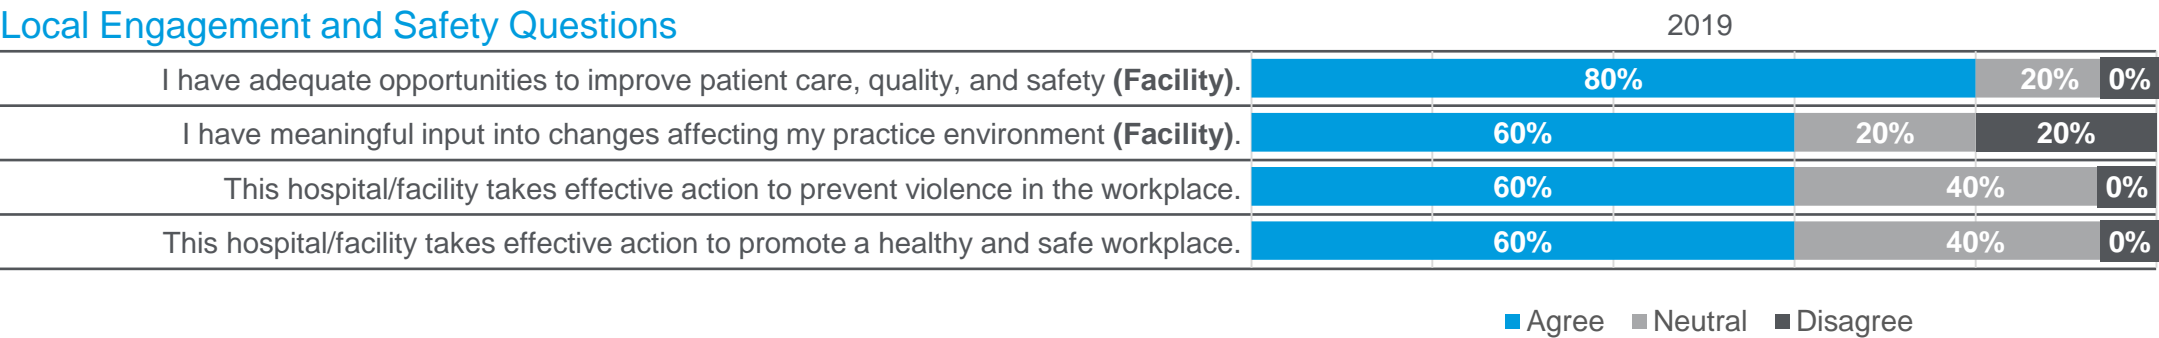 Local Engagement and Safety Questions 2019
I have adequate opportunities to improve patient care, quality, and safety (Facility). 80% 20% 0%
I have meaningful input into changes affecting my practice environment (Facility). 60% 20% 20%
This hospital/facility takes effective action to prevent violence in the workplace. 60% 40% 0%
This hospital/facility takes effective action to promote a healthy and safe workplace. 60% 40% 0%
Agree Neutral Disagree